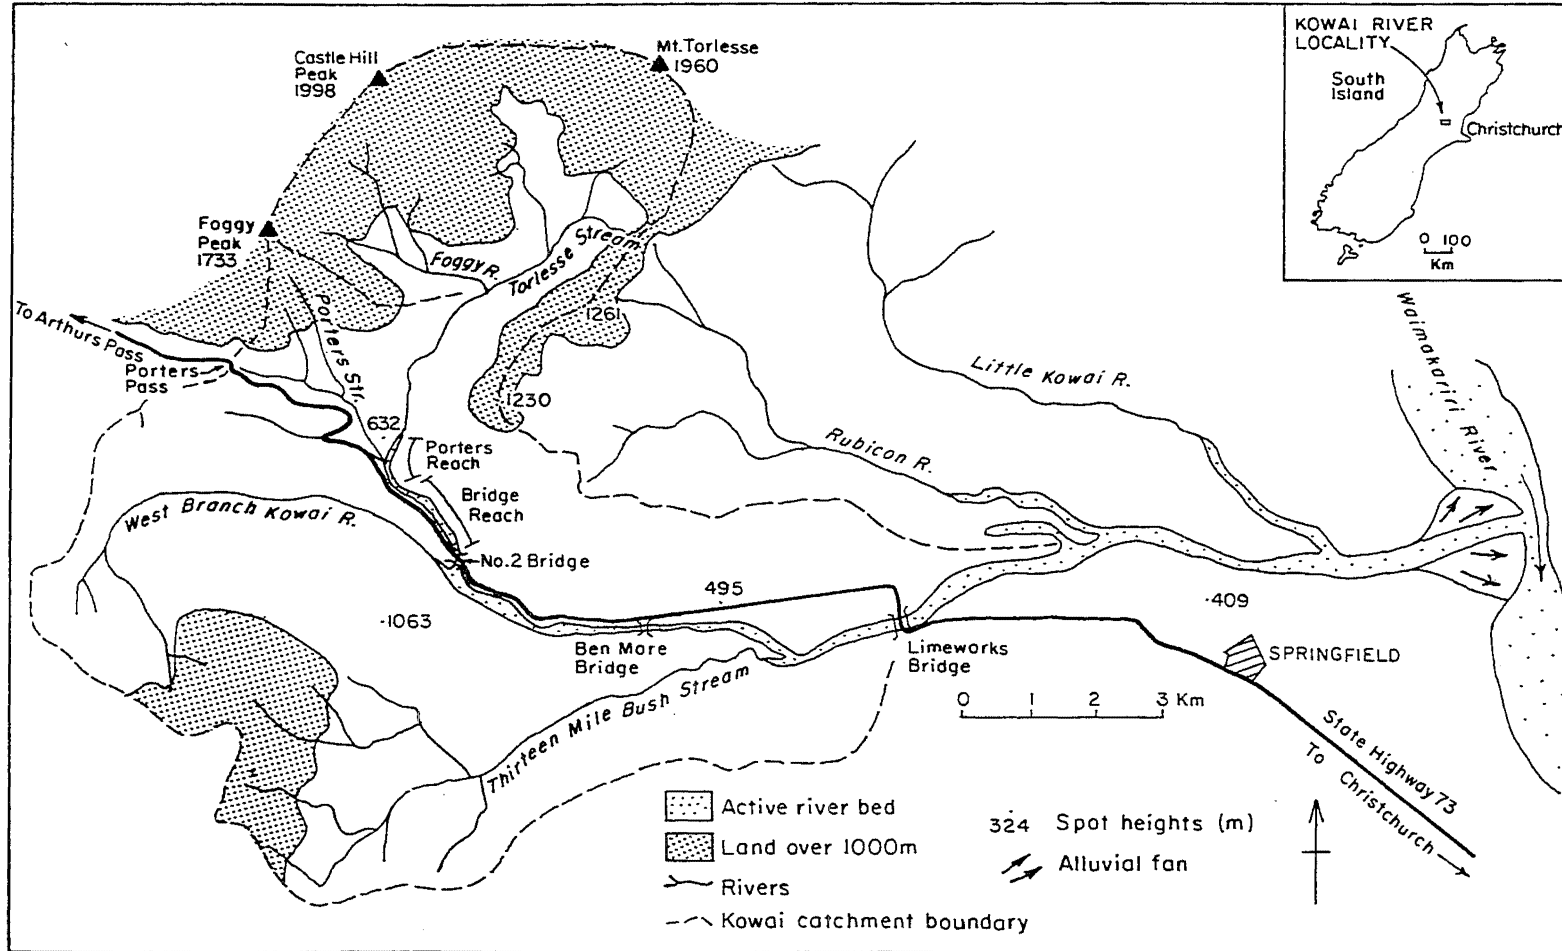 Castle Hill
Peak
1998
Mt. Torlesse
1960
KOWAI RIVER
LOCALITY
South
Island
Christchurch
0 100
Km
Foggy
Peak
1733
Foggy R.
Torlesse Stream
1261
To Arthurs Pass
Porters
Pass
Porters Str.
1230
632
Porters
Reach
Bridge
Reach
Little Kowai R.
Rubicon R.
Waimakariri River
West Branch Kowai R.
No.2 Bridge
1063
495
409
Ben More
Bridge
Limeworks
Bridge
SPRINGFIELD
Thirteen Mile Bush Stream
0 1 2 3 Km
State Highway 73
To Christchurch
Active river bed
Land over 1000m
Rivers
Kowai catchment boundary
324 Spot heights (m)
Alluvial fan